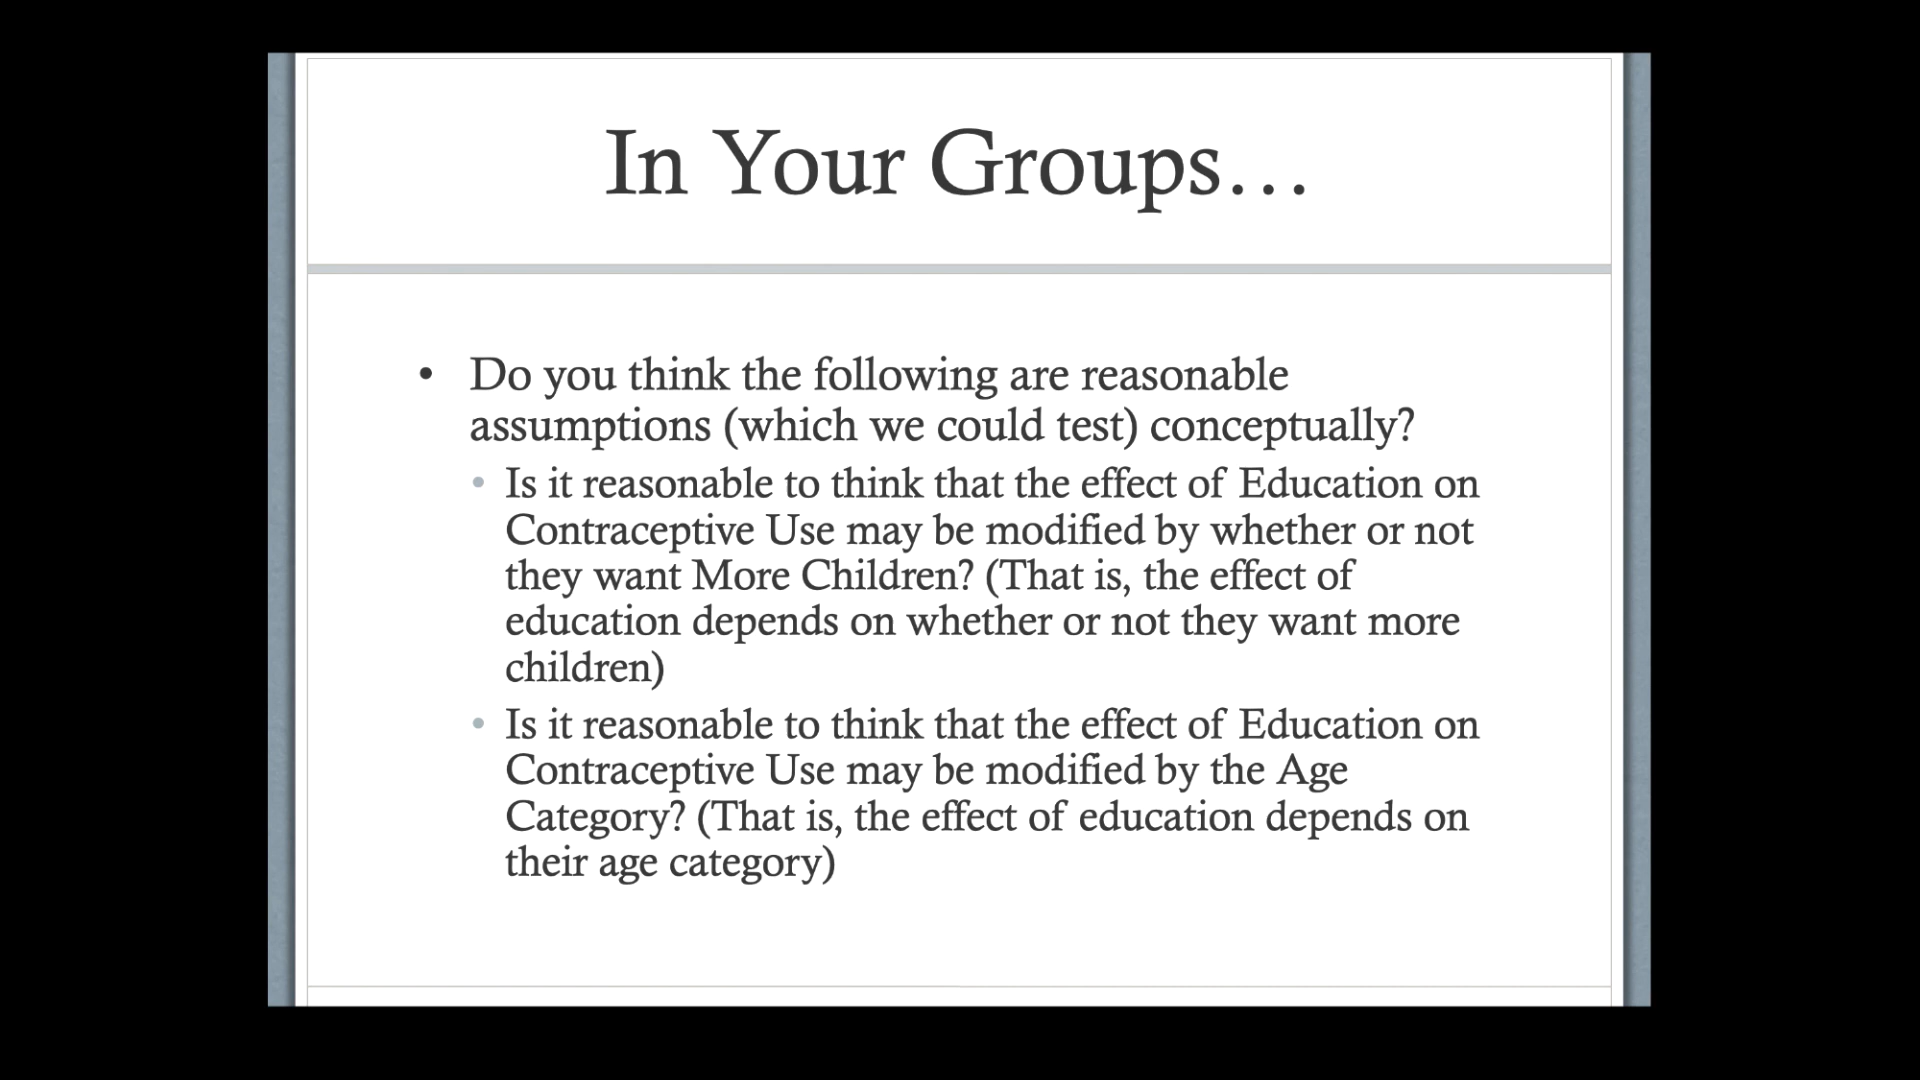 In Your Groups…
• Do you think the following are reasonable
assumptions (which we could test) conceptually?
• Is it reasonable to think that the effect of Education on
Contraceptive Use may be modified by whether or not
they want More Children? (That is, the effect of
education depends on whether or not they want more
children)
• Is it reasonable to think that the effect of Education on
Contraceptive Use may be modified by the Age
Category? (That is, the effect of education depends on
their age category)